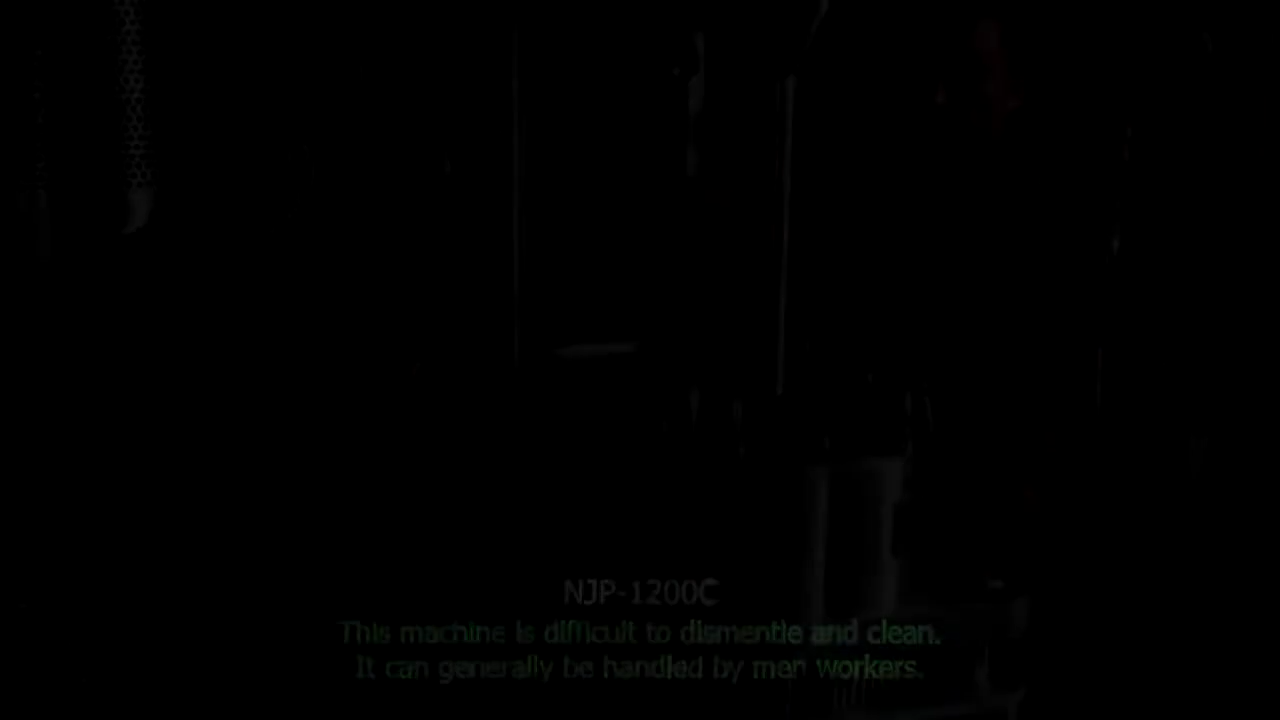 NJP-1200C
This machine is difficult to dismentle and clean.
It can generally be handled by men workers.